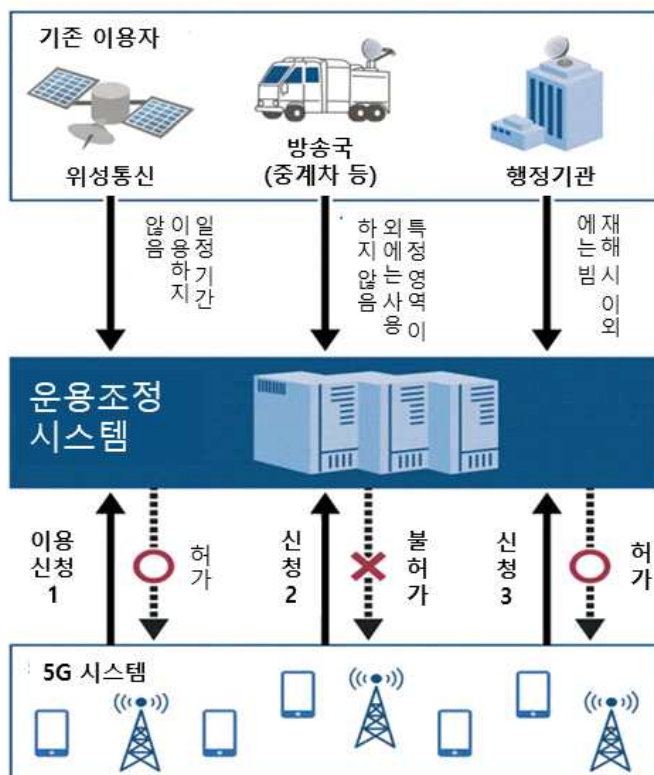 기존 이용자
위성통신
방송국
(중계차 등)
행정기관
일정 기간
이용하지
않음
특정 영역 이
외에는 사용
하지 않음
재해 시 이외
에는 빔
운용조정
시스템
이용
신청
1
허가
신청
2
불허가
신청
3
허가
5G 시스템